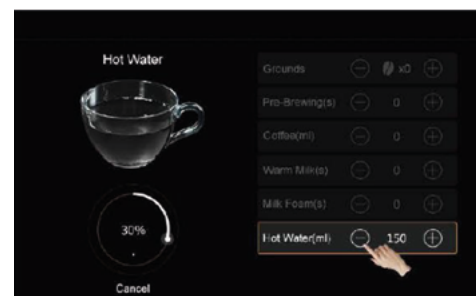 Hot Water
30%
Cancel
Grounds x0
Pre-Brewing(s) 0
Coffee(ml) 0
Warm Milk(s) 0
Milk Foam(s) 0
Hot Water(ml) 150